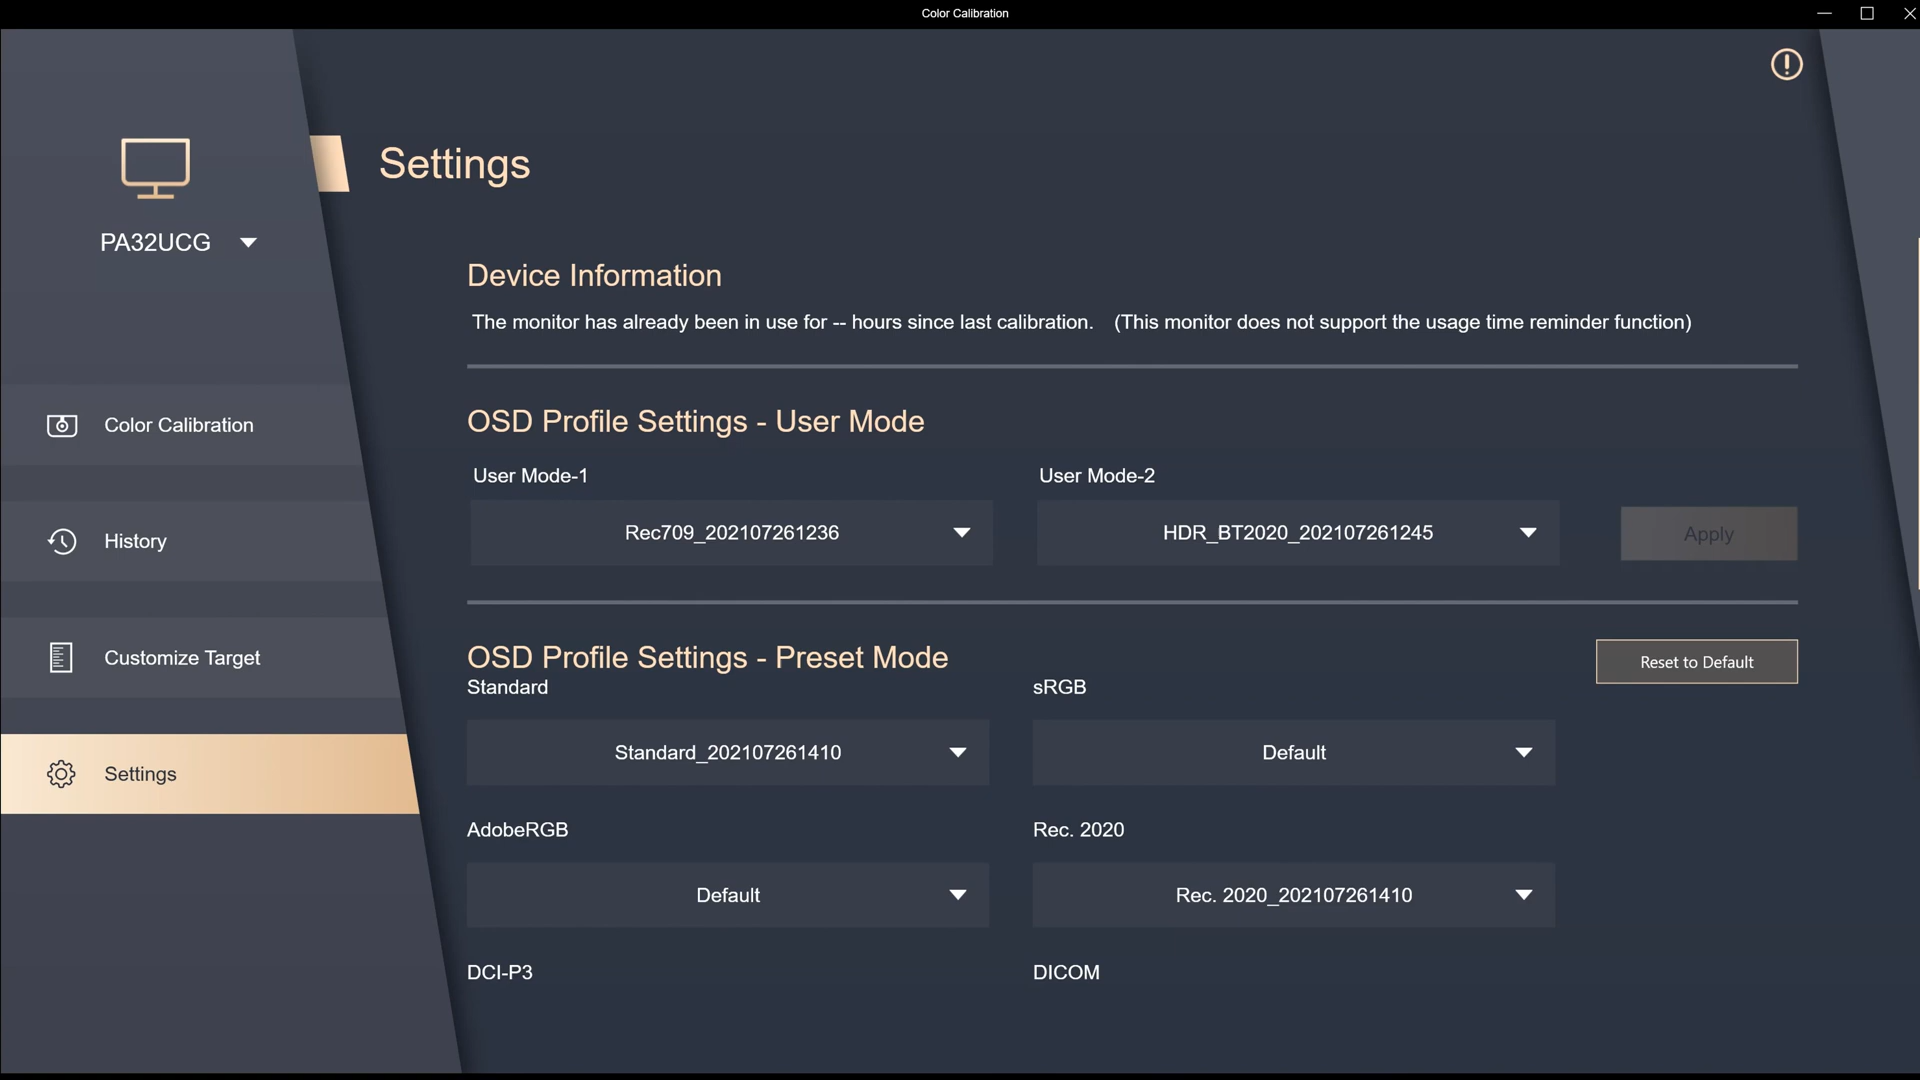 Color Calibration
Settings
PA32UCG
Device Information
The monitor has already been in use for -- hours since last calibration. (This monitor does not support the usage time reminder function)
Color Calibration
OSD Profile Settings - User Mode
User Mode-1
User Mode-2
Rec709_202107261236
HDR_BT2020_202107261245
Apply
History
OSD Profile Settings - Preset Mode
Reset to Default
Customize Target
Standard
sRGB
Standard_202107261410
Default
Settings
AdobeRGB
Rec. 2020
Default
Rec. 2020_202107261410
DCI-P3
DICOM